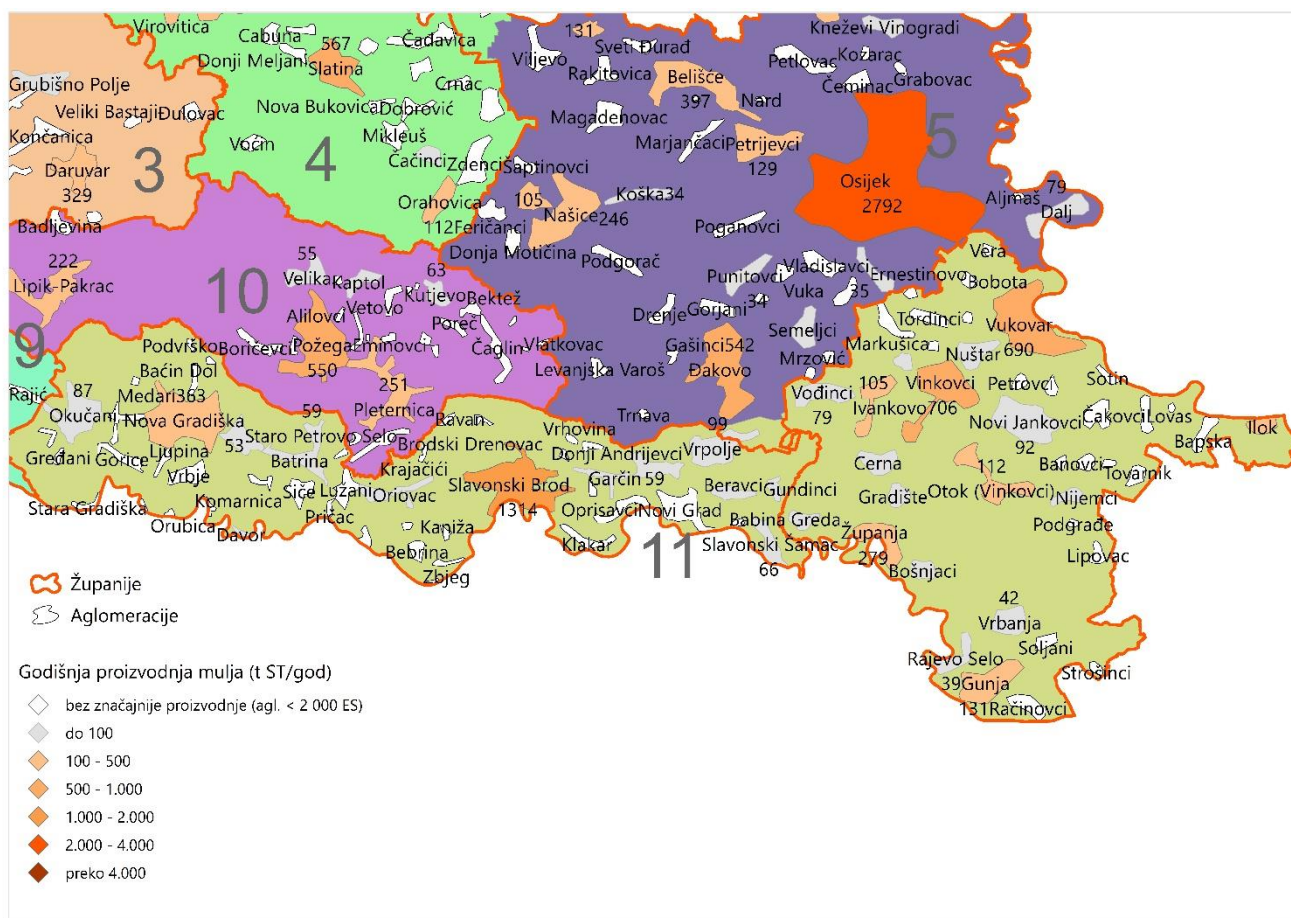 Virovitica
Cabuna
567
Čađavica
131
Sveti Đurađ
Kneževi Vinogradi
Donji Meljani
Slatina
Viljevo
Rakitovica
Belišće
Petlovac
Kožarac
Grabovac
Grubišno Polje
Crnac
397
Nard
Čeminac
Veliki Bastaji
Đulovac
Nova Bukovica
Dobrović
Magadenovac
5
Končanica
Voćin
Mikleuš
Marjančaci
Petrijevci
129
3
4
Čačinci
Zdenci
Šaptinovci
Daruvar
329
Koška34
Osijek
2792
Aljmaš
79
Dalj
Orahovica
105
Našice
246
112
Feričanci
Poganovci
Badljevina
Donja Motičina
Podgorač
Vera
222
55
63
Punitovci
Vladislavci
Ernestinovo
Bobota
Lipik-Pakrac
10
Velika
Kaptol
Kutjevo
Bektež
34
Vuka
35
Vetovo
Drenje
Gorjani
Tordinci
Vukovar
690
Alilovci
Poreč
Semeljci
9
Podvrško
Boričevci
Požega
Eminovci
Čaglin
Vlatkovac
Gašinci542
Mrzović
Markušica
Nuštar
Baćin Dol
550
Levanjska Varoš
Đakovo
Rajić
87
Medari363
251
Vođinci
79
105
Vinkovci
706
Petrovci
Sotin
Okučani
Nova Gradiška
59
Pleternica
Ravan
Trnava
99
Ivankovo
Novi Jankovci
92
Čakovci
Lovas
Bapska
Ilok
53
Staro Petrovo Selo
Brodski Drenovac
Vrhovina
Gređani
Gorice
Ljupina
Batrina
Krajačići
Donji Andrijevci
Vrpolje
Cerna
112
Banovci
Tovarnik
Vrbje
Slavonski Brod
1314
Garčin
59
Beravci
Gundinci
Stara Gradiška
Komarnica
Siče
Lužani
Oriovac
Gradište
Otok (Vinkovci)
Nijemci
Orubica
Davor
Pričac
Oprisavci
Novi Grad
Babina Greda
Podgrađe
Kaniža
Županja
279
Bebrina
Klakar
11
Slavonski Šamac
66
Bošnjaci
Lipovac
Zbjeg
42
Vrbanja
Soljani
Rajevo Selo
39
Gunja
Strošinci
131
Račinovci
Županije
Aglomeracije
Godišnja proizvodnja mulja (t ST/god)
bez značajnije proizvodnje (agl. < 2 000 ES)
do 100
100 - 500
500 - 1.000
1.000 - 2.000
2.000 - 4.000
preko 4.000